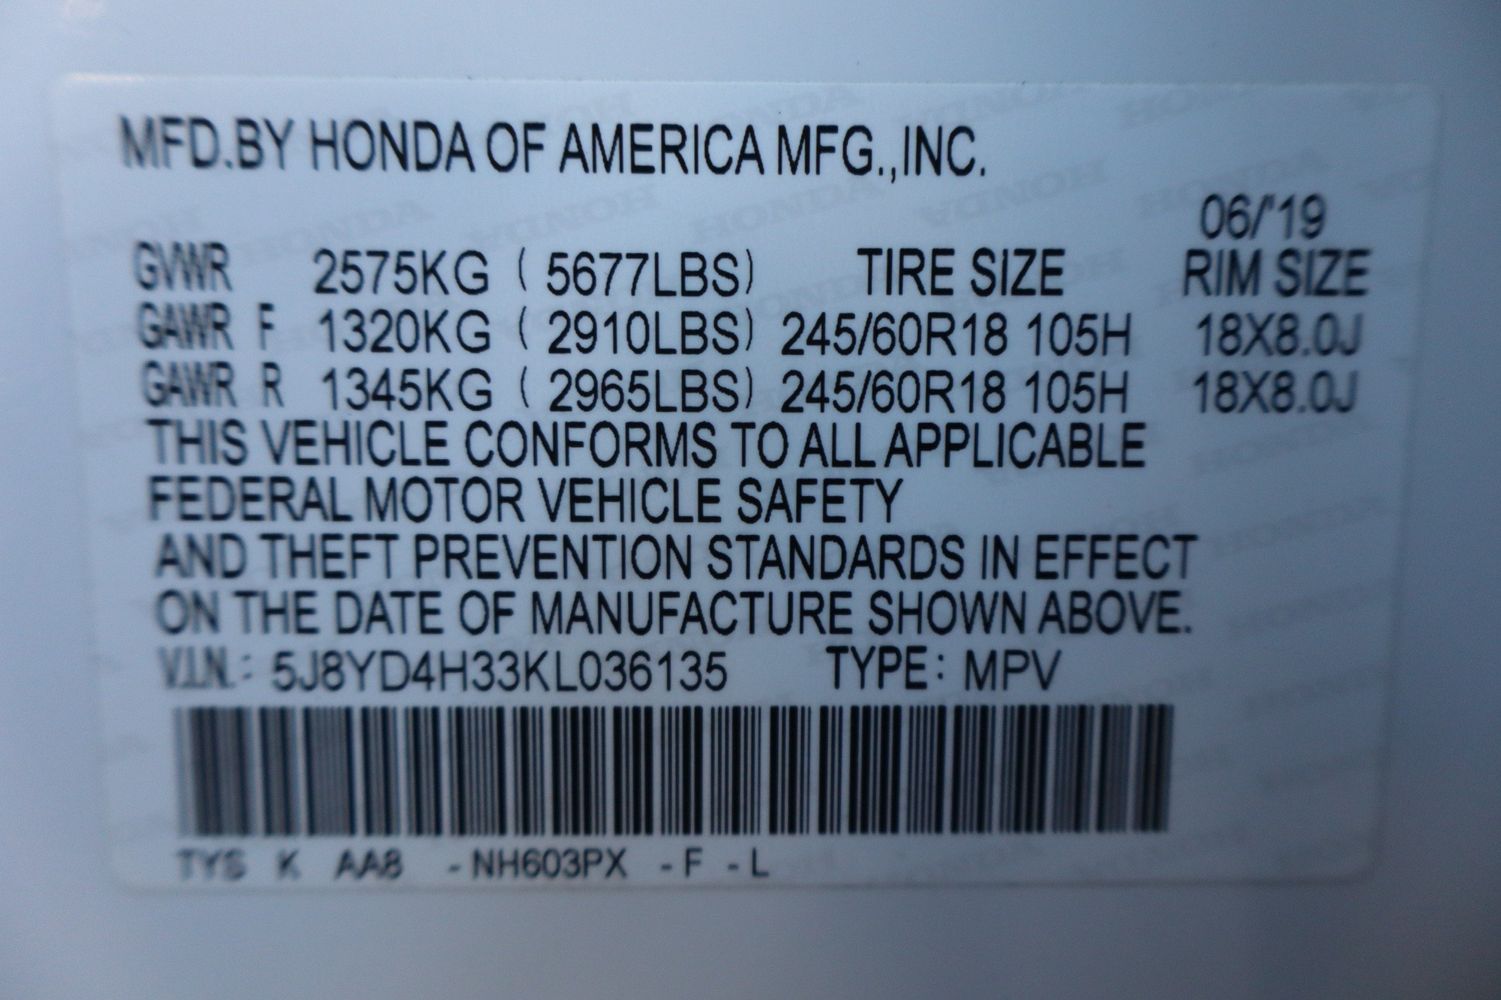 MFD.BY HONDA OF AMERICA MFG.,INC.
06/'19
GVWR 2575KG ( 5677LBS) TIRE SIZE RIM SIZE
GAWR F 1320KG ( 2910LBS) 245/60R18 105H 18X8.0J
GAWR R 1345KG ( 2965LBS) 245/60R18 105H 18X8.0J
THIS VEHICLE CONFORMS TO ALL APPLICABLE
FEDERAL MOTOR VEHICLE SAFETY
AND THEFT PREVENTION STANDARDS IN EFFECT
ON THE DATE OF MANUFACTURE SHOWN ABOVE.
V.I.N.: 5J8YD4H33KL036135 TYPE: MPV
TYS K AA8 -NH603PX -F -L